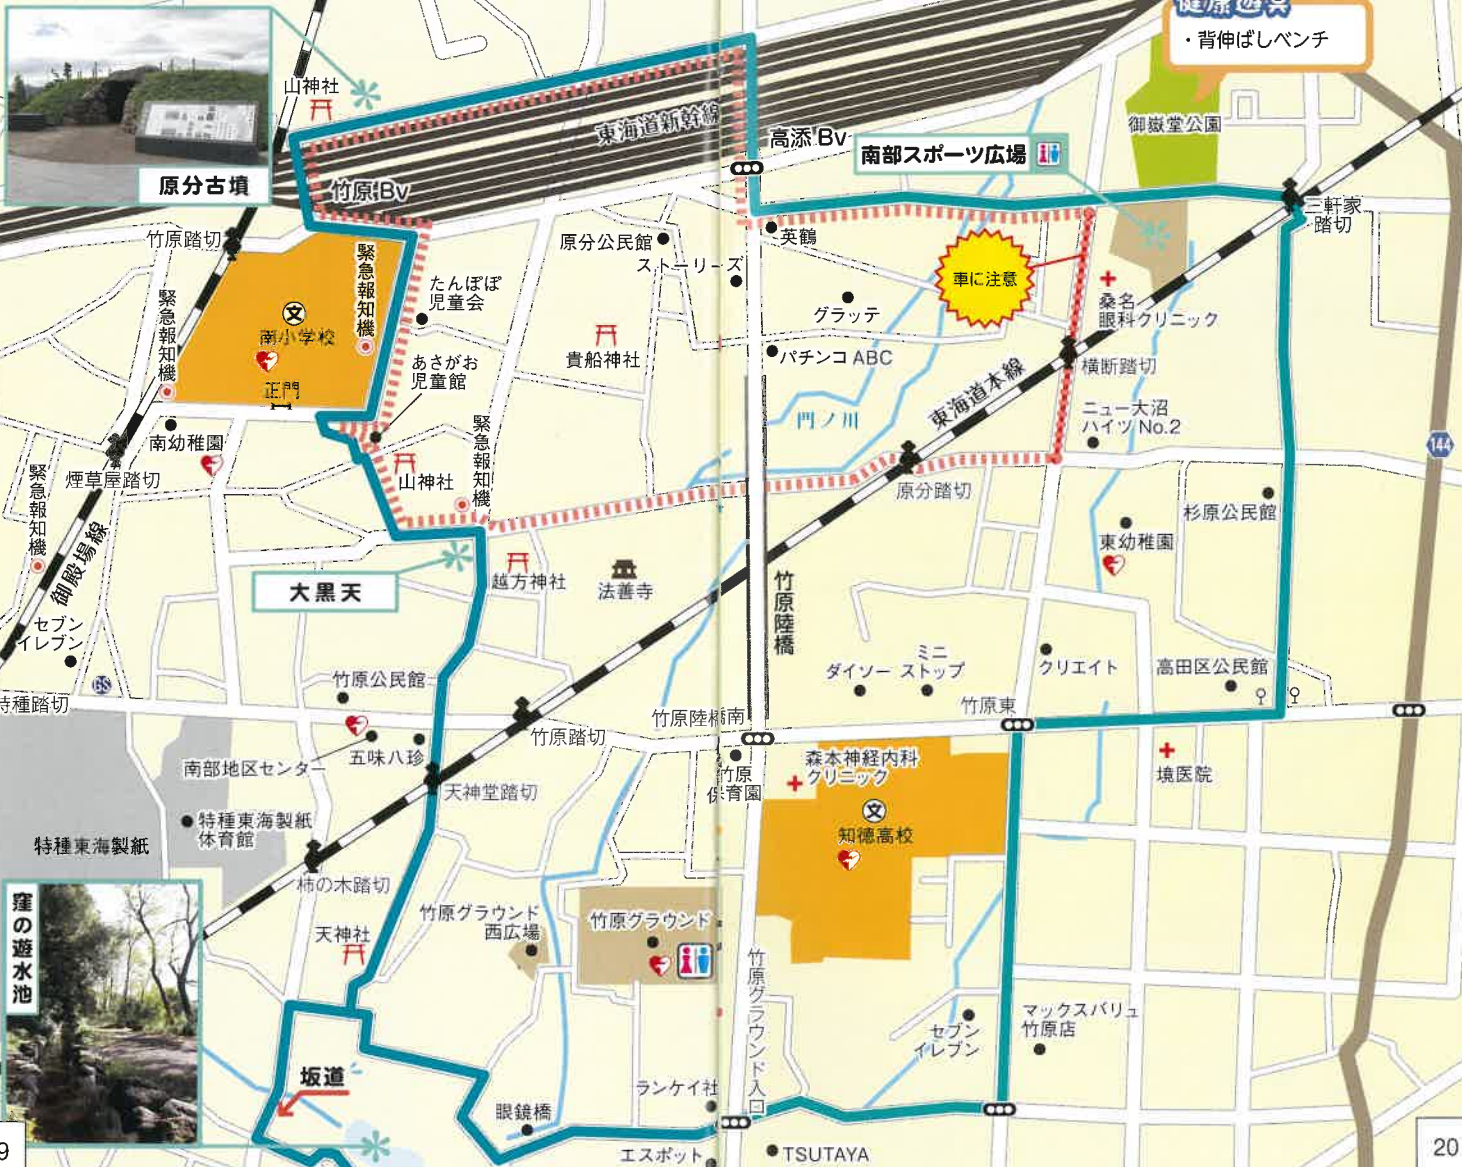 健康遊具
・背伸ばしベンチ
山神社
原分古墳
東海道新幹線
高添 Bv
御嶽堂公園
南部スポーツ広場
竹原 Bv
三軒家
踏切
竹原踏切
緊急報知機
原分公民館
英鶴
ストーリーズ
車に注意
たんぽぽ
児童会
緊急報知機
南小学校
グラッテ
桑名
眼科クリニック
貴船神社
パチンコ ABC
横断踏切
あさがお
児童館
正門
東海道本線
門ノ川
ニュー大沼
ハイツ No.2
南幼稚園
緊急報知機
144
煙草屋踏切
緊急報知機
山神社
原分踏切
杉原公民館
御殿場線
東幼稚園
大黒天
越方神社
法善寺
竹原陸橋
セブン
イレブン
ダイソー
ミニ
ストップ
クリエイト
高田区公民館
GS
竹原公民館
特種踏切
竹原陸橋南
竹原東
竹原踏切
南部地区センター
五味八珍
竹原
保育園
森本神経内科
クリニック
境医院
天神堂踏切
特種東海製紙
体育館
特種東海製紙
文
知徳高校
文
柿の木踏切
窪の遊水池
竹原グラウンド
西広場
竹原グラウンド
天神社
竹原グラウンド入口
セブン
イレブン
マックスバリュ
竹原店
坂道
ランケイ社
眼鏡橋
エスポット
TSUTAYA
9
20